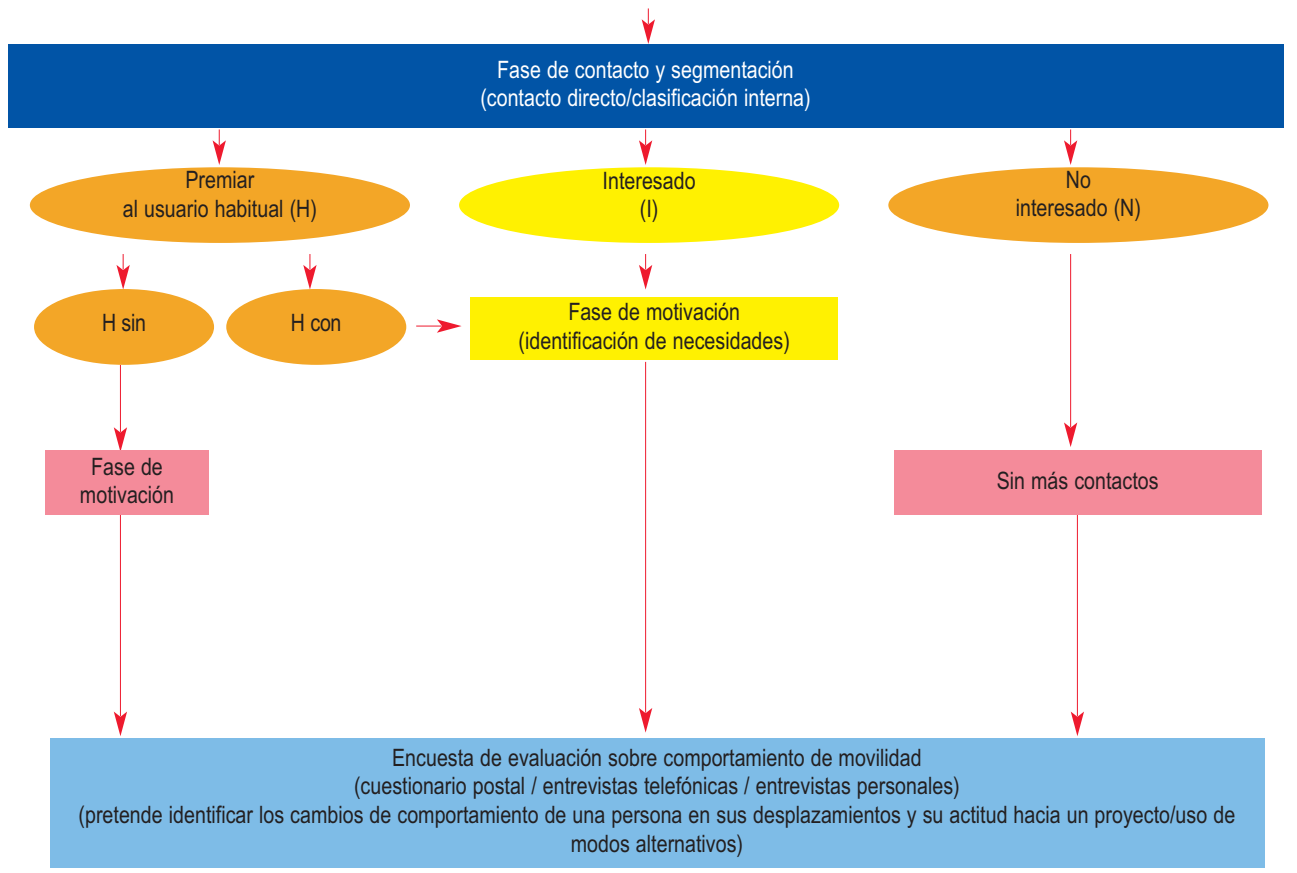 Fase de contacto y segmentación
(contacto directo/clasificación interna)
Premiar
al usuario habitual (H)
Interesado
(I)
No
interesado (N)
H sin
H con
Fase de motivación
(identificación de necesidades)
Fase de
motivación
Sin más contactos
Encuesta de evaluación sobre comportamiento de movilidad
(cuestionario postal / entrevistas telefónicas / entrevistas personales)
(pretende identificar los cambios de comportamiento de una persona en sus desplazamientos y su actitud hacia un proyecto/uso de
modos alternativos)